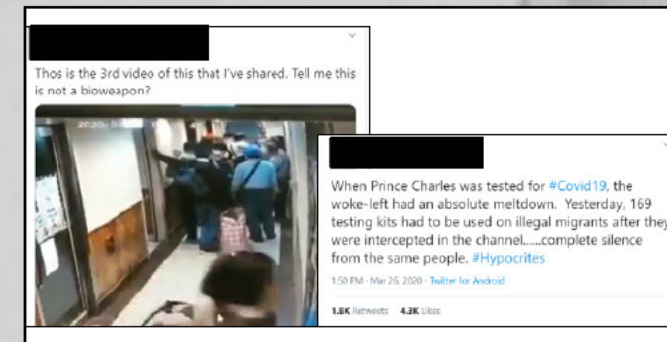 Thos is the 3rd video of this that I've shared. Tell me this
is not a bioweapon?
When Prince Charles was tested for #Covid19, the
woke-left had an absolute meltdown. Yesterday, 169
testing kits had to be used on illegal migrants after they
were intercepted in the channel......complete silence
from the same people. #Hypocrites
1:50 PM · Mar 26, 2020 · Twitter for Android
1.8K Retweets 4.3K Likes